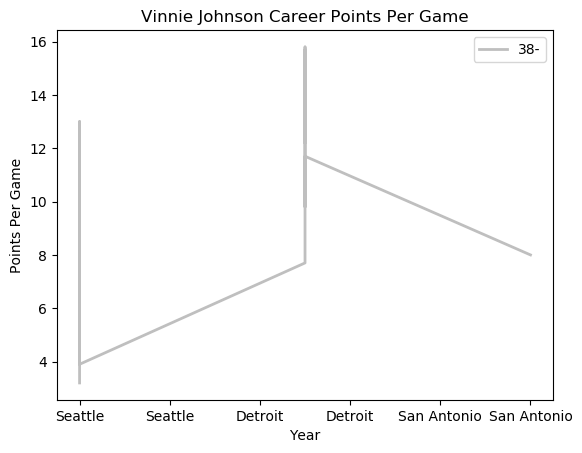 Vinnie Johnson Career Points Per Game
38-
16
14
12
10
8
6
4
Points Per Game
Seattle Seattle Detroit Detroit San Antonio San Antonio
Year